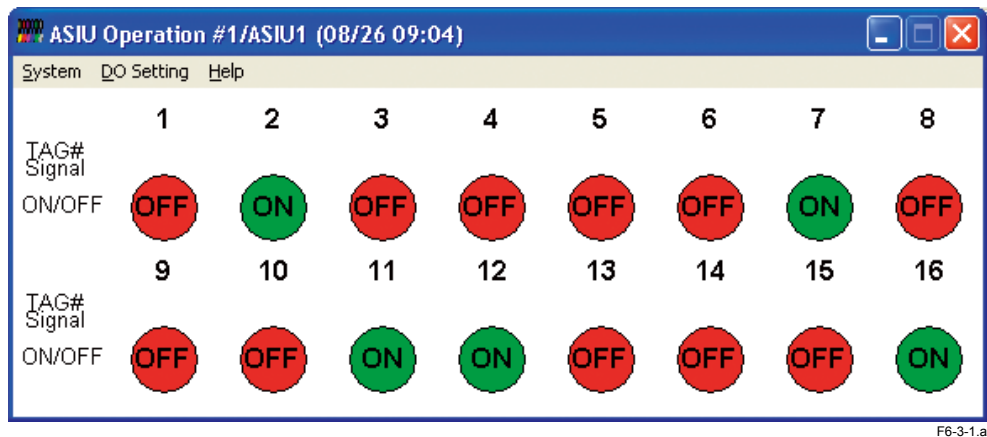 ASIU Operation #1/ASIU1 (08/26 09:04)
System DO Setting Help
1 2 3 4 5 6 7 8
TAG#
Signal
ON/OFF OFF ON OFF OFF OFF OFF ON OFF
9 10 11 12 13 14 15 16
TAG#
Signal
ON/OFF OFF OFF ON ON OFF OFF OFF ON
F6-3-1.a